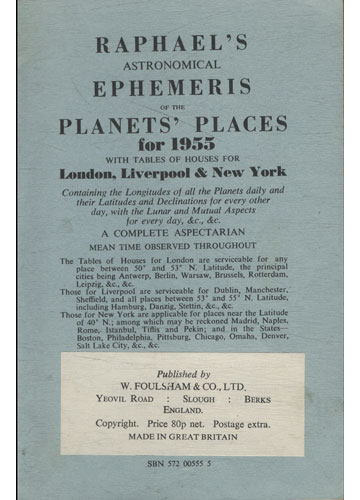 RAPHAEL'S
ASTRONOMICAL
EPHEMERIS
OF THE
PLANETS' PLACES
for 1955
WITH TABLES OF HOUSES FOR
London, Liverpool & New York
Containing the Longitudes of all the Planets daily and
their Latitudes and Declinations for every other
day, with the Lunar and Mutual Aspects
for every day, &c., &c.
A COMPLETE ASPECTARIAN
MEAN TIME OBSERVED THROUGHOUT
The Tables of Houses for London are serviceable for any
place between 50° and 53° N. Latitude, the principal
cities being Antwerp, Berlin, Warsaw, Brussels, Rotterdam,
Leipzig, &c., &c.
Those for Liverpool are serviceable for Dublin, Manchester,
Sheffield, and all places between 53° and 55° N. Latitude,
including Hamburg, Danzig, Stettin, &c., &c.
Those for New York are applicable for places near the Latitude
of 40° N.; among which may be reckoned Madrid, Naples,
Rome, Istanbul, Tiflis and Pekin; and in the States—
Boston, Philadelphia, Pittsburg, Chicago, Omaha, Denver,
Salt Lake City, &c., &c.
Published by
W. FOULSHAM & CO., LTD.
YEOVIL ROAD : SLOUGH : BERKS
ENGLAND.
Copyright. Price 80p net. Postage extra.
MADE IN GREAT BRITAIN
SBN 572 00555 5